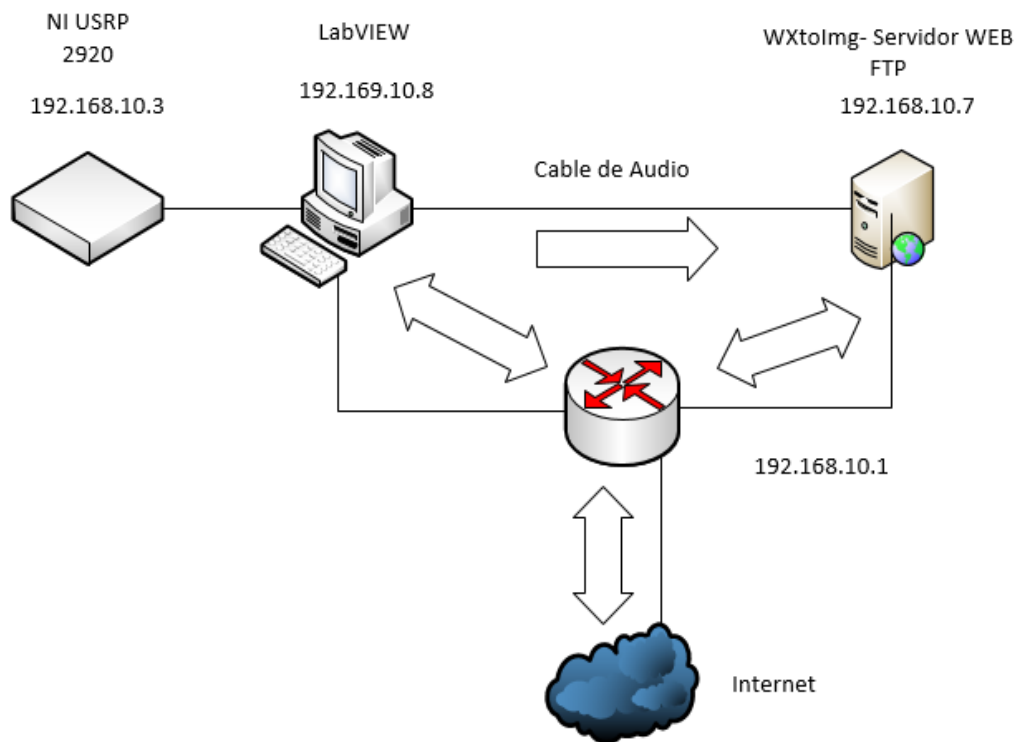 NI USRP
2920
192.168.10.3
LabVIEW
192.169.10.8
WXtoImg- Servidor WEB
FTP
192.168.10.7
Cable de Audio
192.168.10.1
Internet